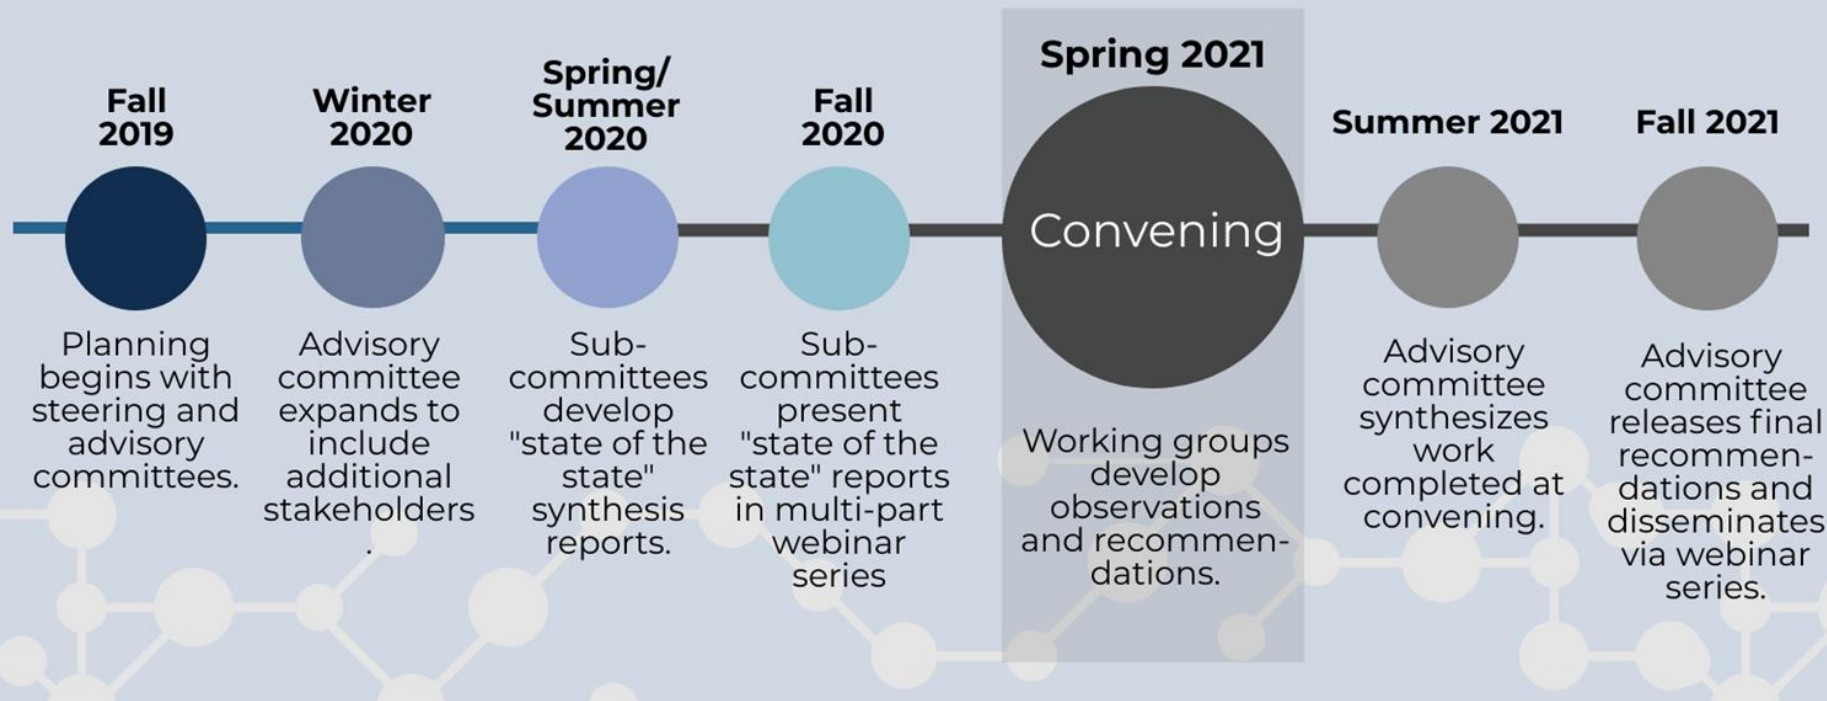 Fall
2019
Planning
begins with
steering and
advisory
committees.
Winter
2020
Advisory
committee
expands to
include
additional
stakeholders
.
Spring/
Summer
2020
Sub-
committees
develop
"state of the
state"
synthesis
reports.
Fall
2020
Sub-
committees
present
"state of the
state" reports
in multi-part
webinar
series
Spring 2021
Convening
Working groups
develop
observations
and recommen-
dations.
Summer 2021
Advisory
committee
synthesizes
work
completed at
convening.
Fall 2021
Advisory
committee
releases final
recommen-
dations and
disseminates
via webinar
series.